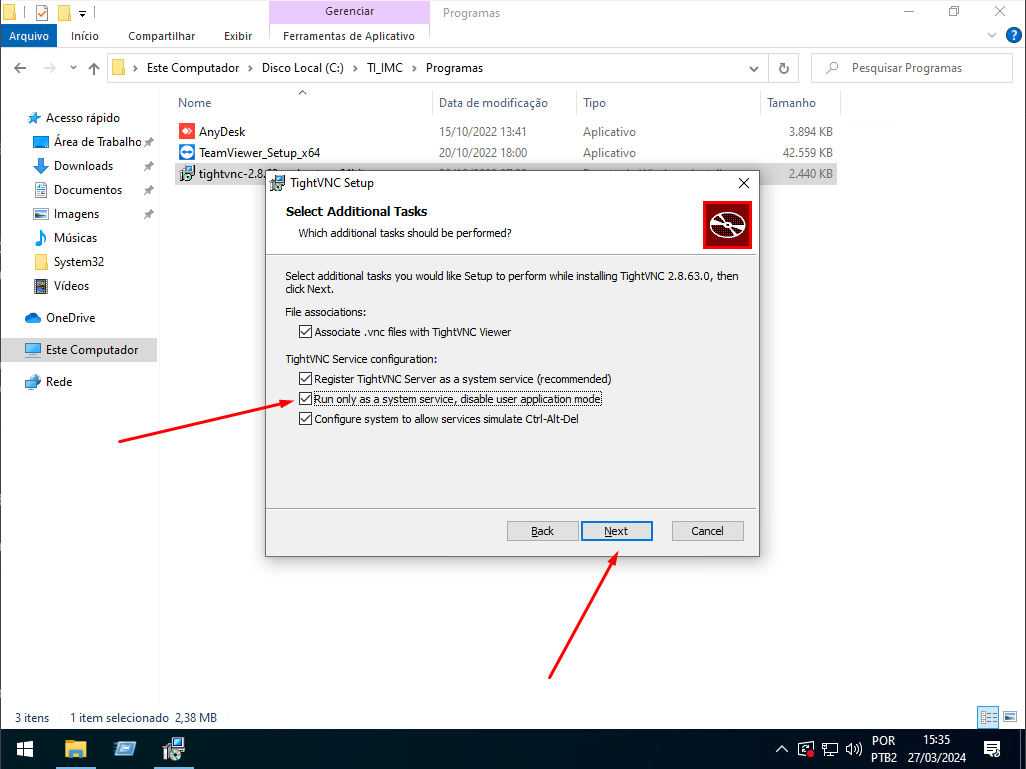 Gerenciar
Programas
Arquivo
Início
Compartilhar
Exibir
Ferramentas de Aplicativo
Este Computador > Disco Local (C:) > TI_IMC > Programas
Pesquisar Programas
Nome
Data de modificação
Tipo
Tamanho
Acesso rápido
Área de Trabalho
Downloads
Documentos
Imagens
Músicas
System32
Vídeos
OneDrive
Este Computador
Rede
AnyDesk 15/10/2022 13:41 Aplicativo 3.894 KB
TeamViewer_Setup_x64 20/10/2022 18:00 Aplicativo 42.559 KB
tightvnc-2.8. 2.440 KB
TightVNC Setup
Select Additional Tasks
Which additional tasks should be performed?
Select additional tasks you would like Setup to perform while installing TightVNC 2.8.63.0, then
click Next.
File associations:
Associate .vnc files with TightVNC Viewer
TightVNC Service configuration:
Register TightVNC Server as a system service (recommended)
Run only as a system service, disable user application mode
Configure system to allow services simulate Ctrl-Alt-Del
Back
Next
Cancel
3 itens
1 item selecionado 2,38 MB
POR
PTB2
15:35
27/03/2024